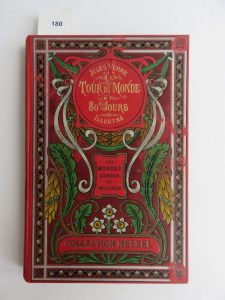 180
JULES VERNE
LE
TOUR DU MONDE
EN
80 JOURS
ILLUSTRÉ
LES
MONDES
CONNUS
ET
INCONNUS
COLLECTION HETZEL